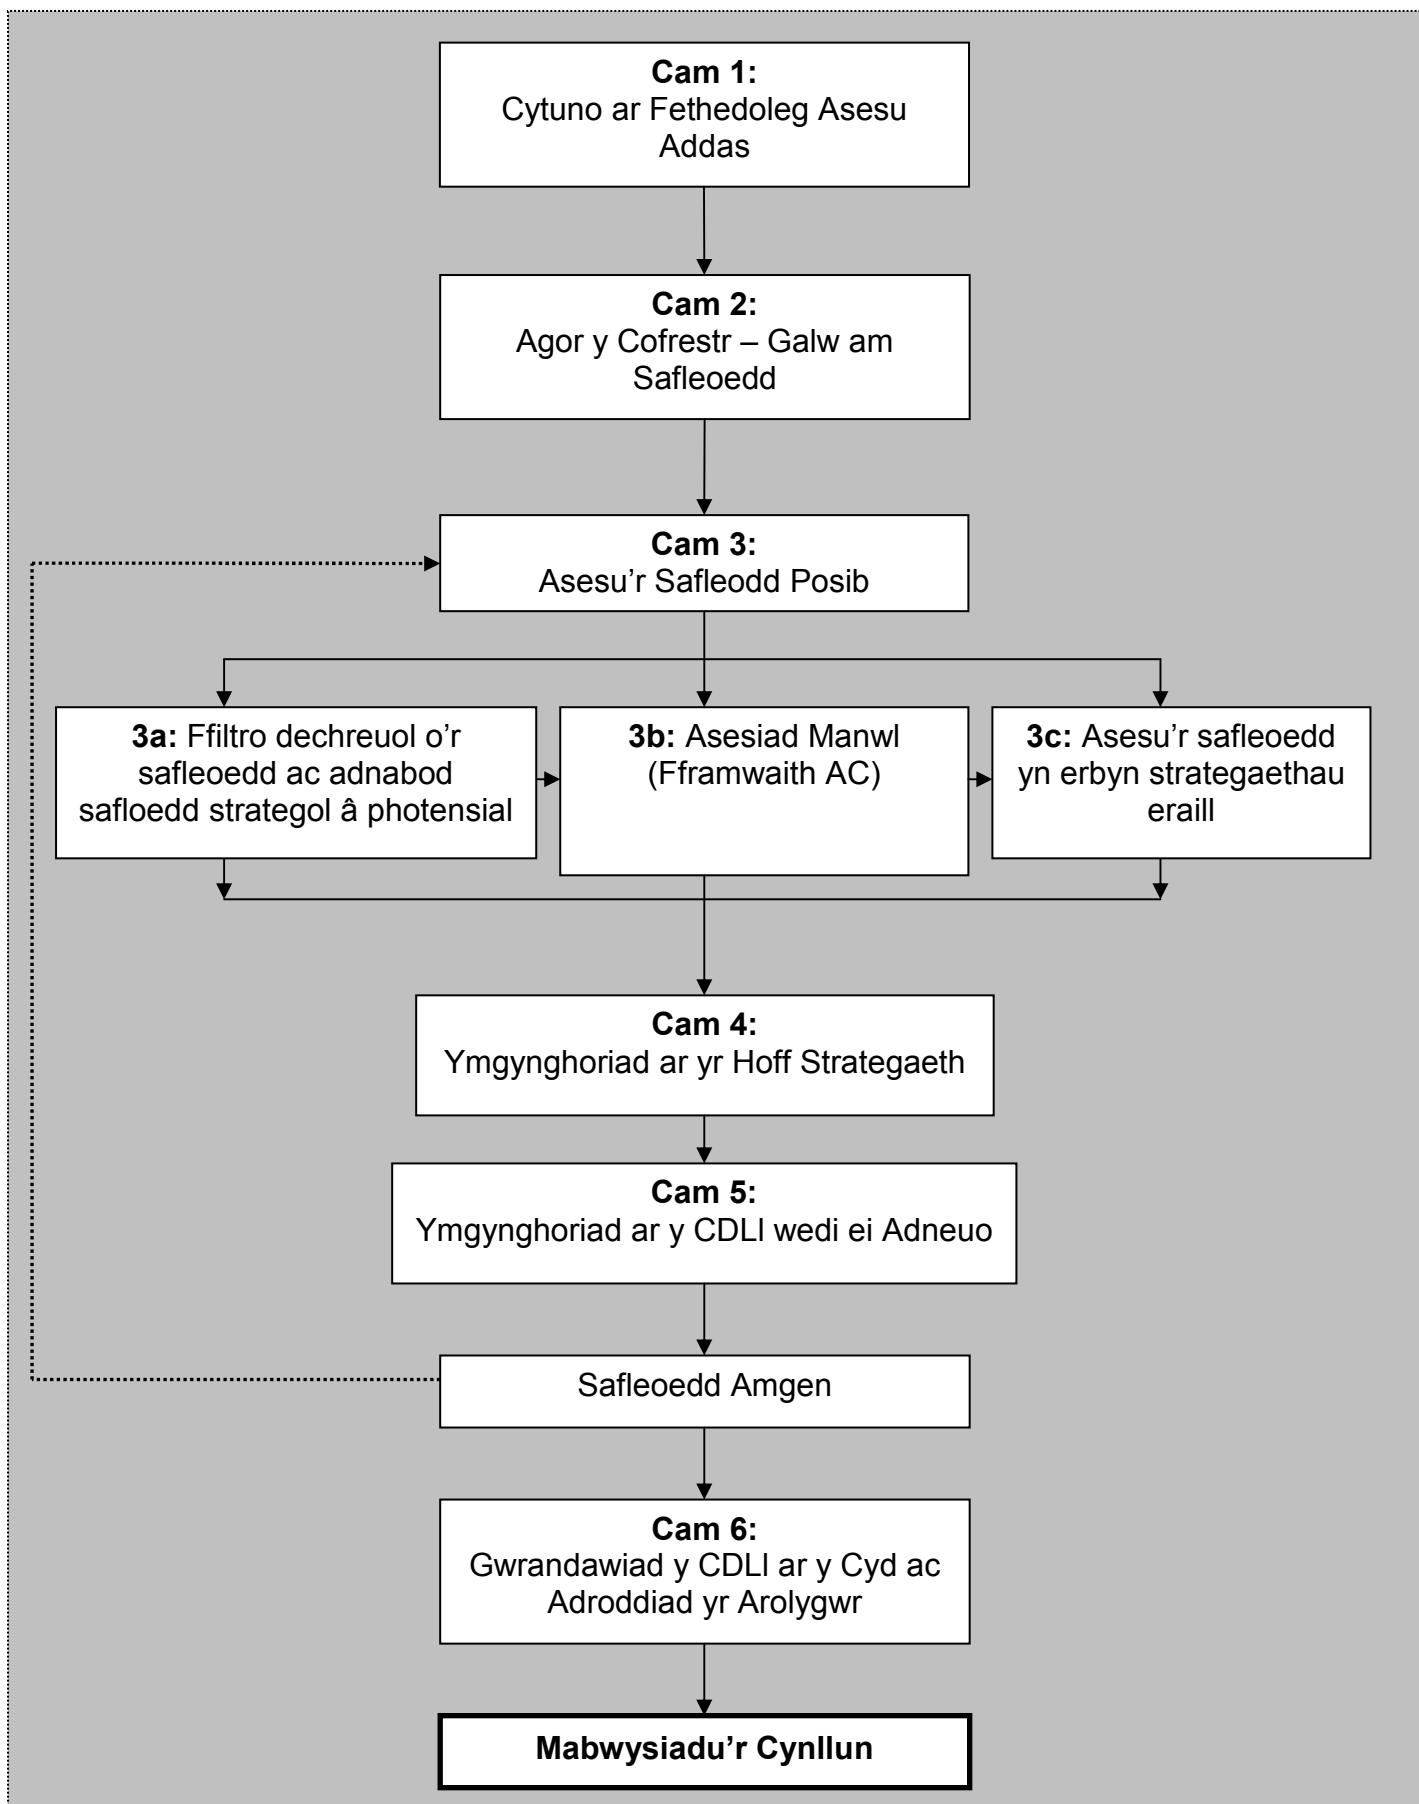 Cam 1:
Cytuno ar Fethedoleg Asesu
Addas
Cam 2:
Agor y Cofrestr – Galw am
Safleoedd
Cam 3:
Asesu’r Safleodd Posib
3a: Ffiltro dechreuol o’r
safleoedd ac adnabod
safloedd strategol â photensial
3b: Asesiad Manwl
(Fframwaith AC)
3c: Asesu’r safleoedd
yn erbyn strategaethau
eraill
Cam 4:
Ymgynghoriad ar yr Hoff Strategaeth
Cam 5:
Ymgynghoriad ar y CDLl wedi ei Adneuo
Safleoedd Amgen
Cam 6:
Gwrandawiad y CDLl ar y Cyd ac
Adroddiad yr Arolygwr
Mabwysiadu’r Cynllun